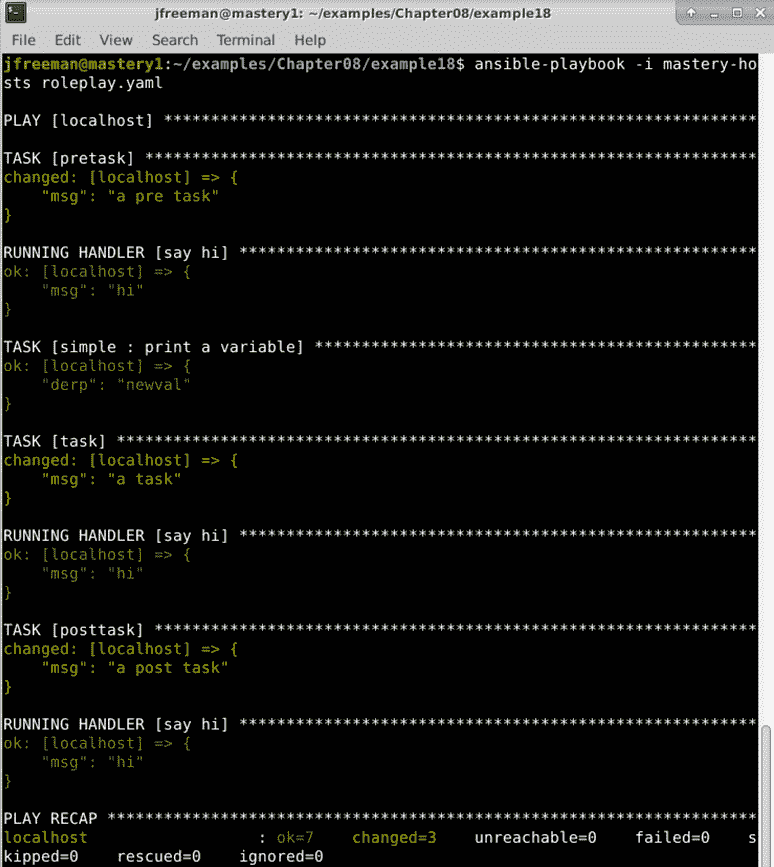 jfreeman@mastery1: ~/examples/Chapter08/example18
File Edit View Search Terminal Help
jfreeman@mastery1:~/examples/Chapter08/example18$ ansible-playbook -i mastery-ho
sts roleplay.yaml
PLAY [localhost] ***************************************************************
TASK [pretask] *****************************************************************
changed: [localhost] => {
    "msg": "a pre task"
}
RUNNING HANDLER [say hi] *******************************************************
ok: [localhost] => {
    "msg": "hi"
}
TASK [simple : print a variable] ***********************************************
ok: [localhost] => {
    "derp": "newval"
}
TASK [task] ********************************************************************
changed: [localhost] => {
    "msg": "a task"
}
RUNNING HANDLER [say hi] *******************************************************
ok: [localhost] => {
    "msg": "hi"
}
TASK [posttask] ****************************************************************
changed: [localhost] => {
    "msg": "a post task"
}
RUNNING HANDLER [say hi] *******************************************************
ok: [localhost] => {
    "msg": "hi"
}
PLAY RECAP *********************************************************************
localhost                  : ok=7    changed=3    unreachable=0    failed=0    s
kipped=0    rescued=0    ignored=0